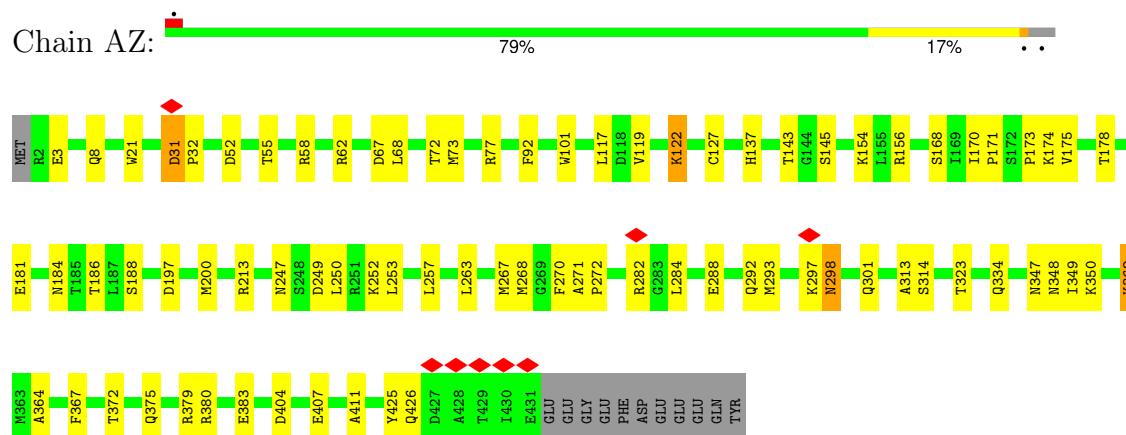 Chain AZ:
79% 17%
MET R2 E3 Q8 W21 D31 P32 D52 T55 R58 R62 D67 L68 T72 M73 R77 F92 W101 L117 D118 V119 K122 C127 H137 T143 G144 S145 K154 L155 R156 S168 I169 I170 P171 S172 P173 K174 V175 T178
E181 N184 T185 T186 L187 S188 D197 M200 R213 N247 S248 D249 L250 R251 K252 L253 L257 L263 M267 M268 G269 F270 A271 P272 R282 G283 L284 E288 Q292 M293 K297 N298 Q301 A313 S314 T323 Q334 N347 N348 I349 K350
M363 A364 F367 T372 Q375 R379 R380 E383 D404 E407 A411 Y425 Q426 D427 A428 T429 I430 E431 GLU GLU GLY GLU PHE ASP GLU GLU GLU GLN TYR